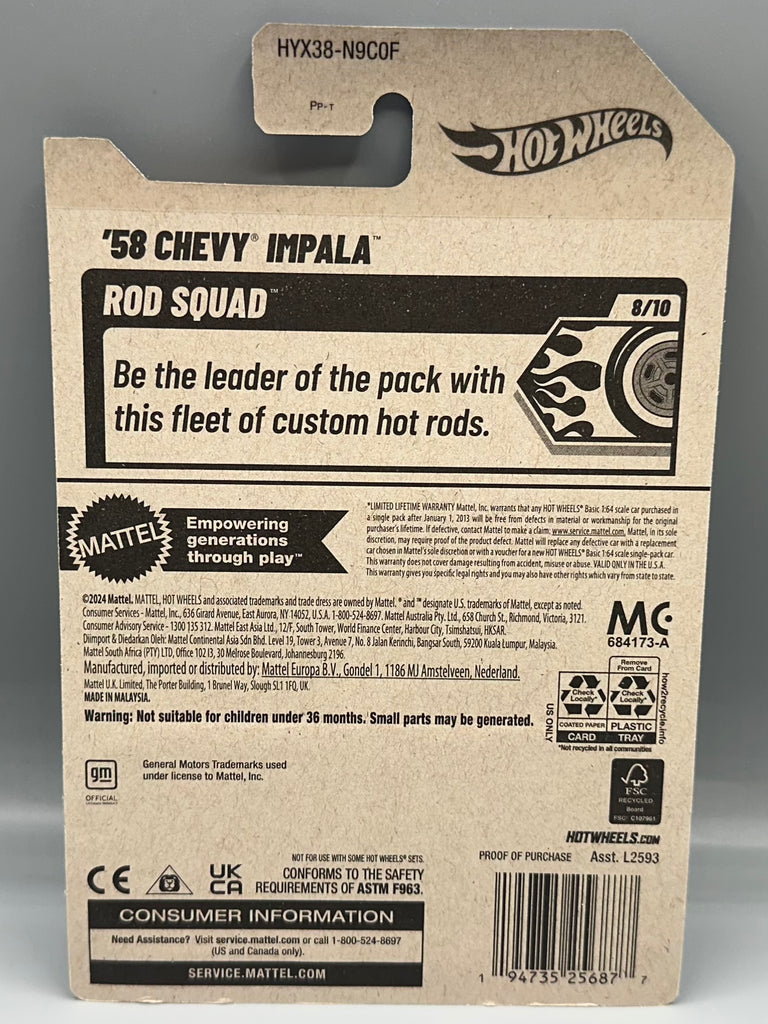 HYX38-N9C0F
PP-T
HOT WHEELS
'58 CHEVY® IMPALA™
ROD SQUAD™
8/10
Be the leader of the pack with
this fleet of custom hot rods.
MATTEL
Empowering
generations
through play™
*LIMITED LIFETIME WARRANTY Mattel, Inc. warrants that any HOT WHEELS® Basic 1:64 scale car purchased in
a single pack after January 1, 2013 will be free from defects in material or workmanship for the original
purchaser's lifetime. If defective, contact Mattel to make a claim: www.service.mattel.com. Mattel, in its sole
discretion, may require proof of the product defect. Mattel will replace any defective car with a replacement
car chosen in Mattel's sole discretion or with a voucher for a new HOT WHEELS® Basic 1:64 scale single-pack car.
This warranty does not cover damage resulting from accident, misuse or abuse. VALID ONLY IN THE U.S.A.
This warranty gives you specific legal rights and you may also have other rights which vary from state to state.
©2024 Mattel. MATTEL, HOT WHEELS and associated trademarks and trade dress are owned by Mattel. ® and ™ designate U.S. trademarks of Mattel, except as noted.
Consumer Services - Mattel, Inc., 636 Girard Avenue, East Aurora, NY 14052, U.S.A. 1-800-524-8697. Mattel Australia Pty. Ltd., 658 Church St., Richmond, Victoria, 3121.
Consumer Advisory Service - 1300 135 312. Mattel East Asia Ltd., 12/F, South Tower, World Finance Center, Harbour City, Tsimshatsui, HKSAR.
Diimport & Diedarkan Oleh: Mattel Continental Asia Sdn Bhd. Level 19, Tower 3, Avenue 7, No. 8 Jalan Kerinchi, Bangsar South, 59200 Kuala Lumpur, Malaysia.
Mattel South Africa (PTY) LTD, Office 102 I3, 30 Melrose Boulevard, Johannesburg 2196.
Manufactured, imported or distributed by: Mattel Europa B.V., Gondel 1, 1186 MJ Amstelveen, Nederland.
Mattel U.K. Limited, The Porter Building, 1 Brunel Way, Slough SL1 1FQ, UK.
MADE IN MALAYSIA.
Warning: Not suitable for children under 36 months. Small parts may be generated.
MC
684173-A
Remove
From Card
Check
Locally*
Check
Locally*
COATED PAPER
CARD
PLASTIC
TRAY
US ONLY
how2recycle.info
*Not recycled in all communities
gm
OFFICIAL
General Motors Trademarks used
under license to Mattel, Inc.
FSC
RECYCLED
Board
FSC® C107961
HOTWHEELS.COM
PROOF OF PURCHASE Asst. L2593
CE
UK
CA
NOT FOR USE WITH SOME HOT WHEELS® SETS.
CONFORMS TO THE SAFETY
REQUIREMENTS OF ASTM F963.
CONSUMER INFORMATION
Need Assistance? Visit service.mattel.com or call 1-800-524-8697
(US and Canada only).
SERVICE.MATTEL.COM
1 94735 25687 7